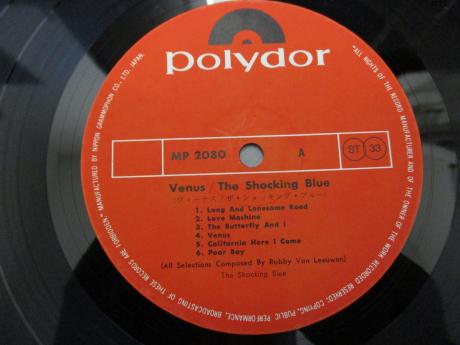 polydor
MP 2080 A ST 33
Venus / The Shocking Blue
(ヴィーナス/ザ・ショッキング・ブルー)
1. Long And Lonesome Road
2. Love Machine
3. The Butterfly And I
4. Venus
5. California Here I Come
6. Poor Boy
(All Selections Composed By Robby Van Leeuwen)
The Shocking Blue
"ALL RIGHTS OF THE RECORD MANUFACTURER AND OF THE OWNER OF THE WORK RECORDED RESERVED; COPYING, PUBLIC PERFORMANCE, BROADCASTING OF THESE RECORDS ARE FORBIDDEN" MANUFACTURED BY NIPPON GRAMMOPHON CO., LTD. JAPAN.